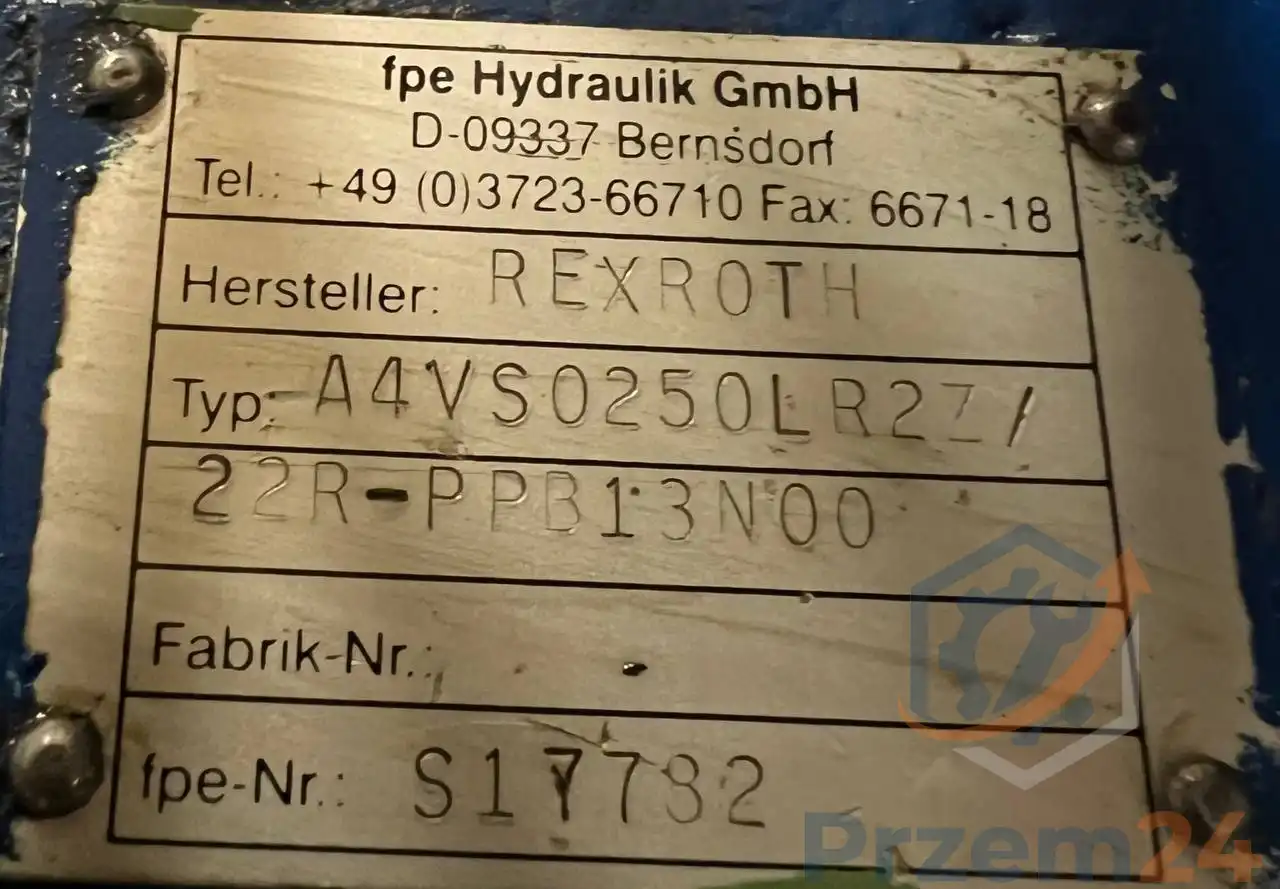 fpe Hydraulik GmbH
D-09337 Bernsdorf
Tel.: +49 (0)3723-66710 Fax: 6671-18
Hersteller: REXROTH
Typ: A4VSO250LR2Z/
22R-PPB13N00
Fabrik-Nr.:
fpe-Nr.: S17782
Przem24